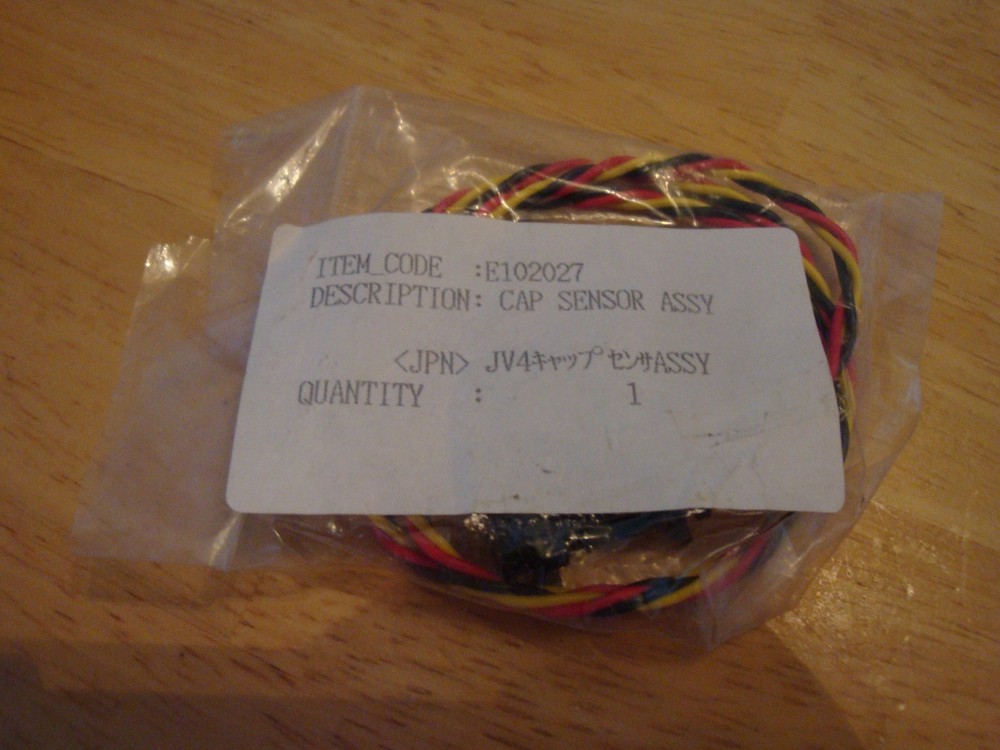 ITEM_CODE :E102027
DESCRIPTION: CAP SENSOR ASSY
<JPN> JV4ｷｬｯﾌﾟｾﾝｻASSY
QUANTITY : 1